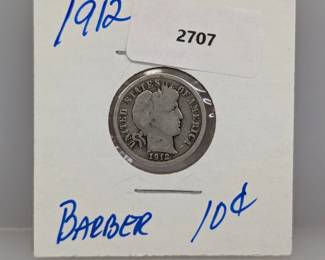 1912
2707
UNITED STATES OF AMERICA
1912
BARBER 10¢